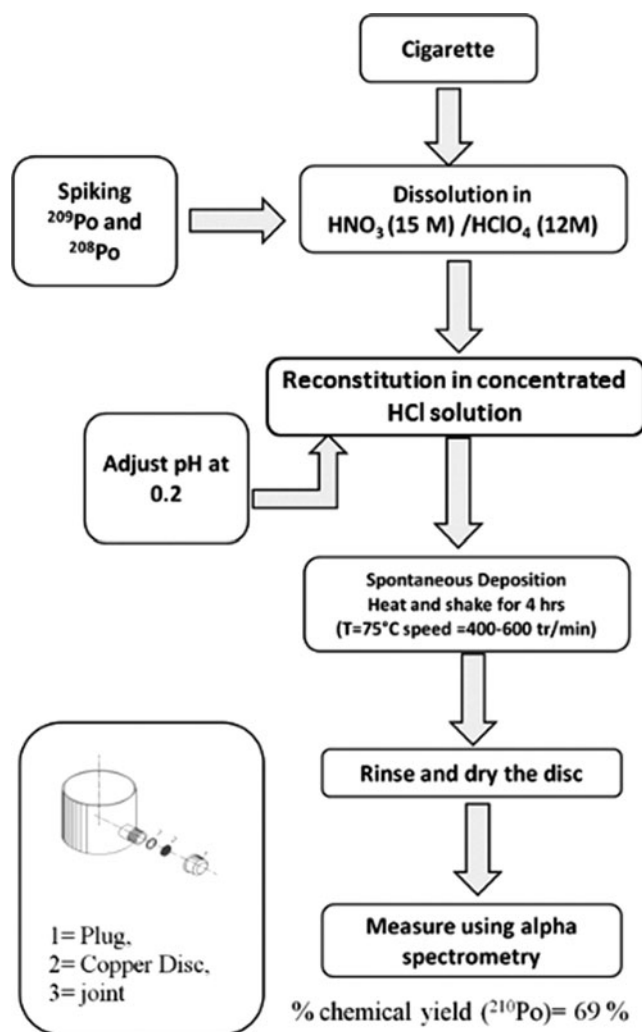 Cigarette
Spiking
²⁰⁹Po and
²⁰⁸Po
Dissolution in
HNO₃ (15 M) /HClO₄ (12M)
Reconstitution in concentrated
HCl solution
Adjust pH at
0.2
Spontaneous Deposition
Heat and shake for 4 hrs
(T=75°C speed =400-600 tr/min)
Rinse and dry the disc
1= Plug,
2= Copper Disc,
3= joint
Measure using alpha
spectrometry
% chemical yield (²¹⁰Po)= 69 %